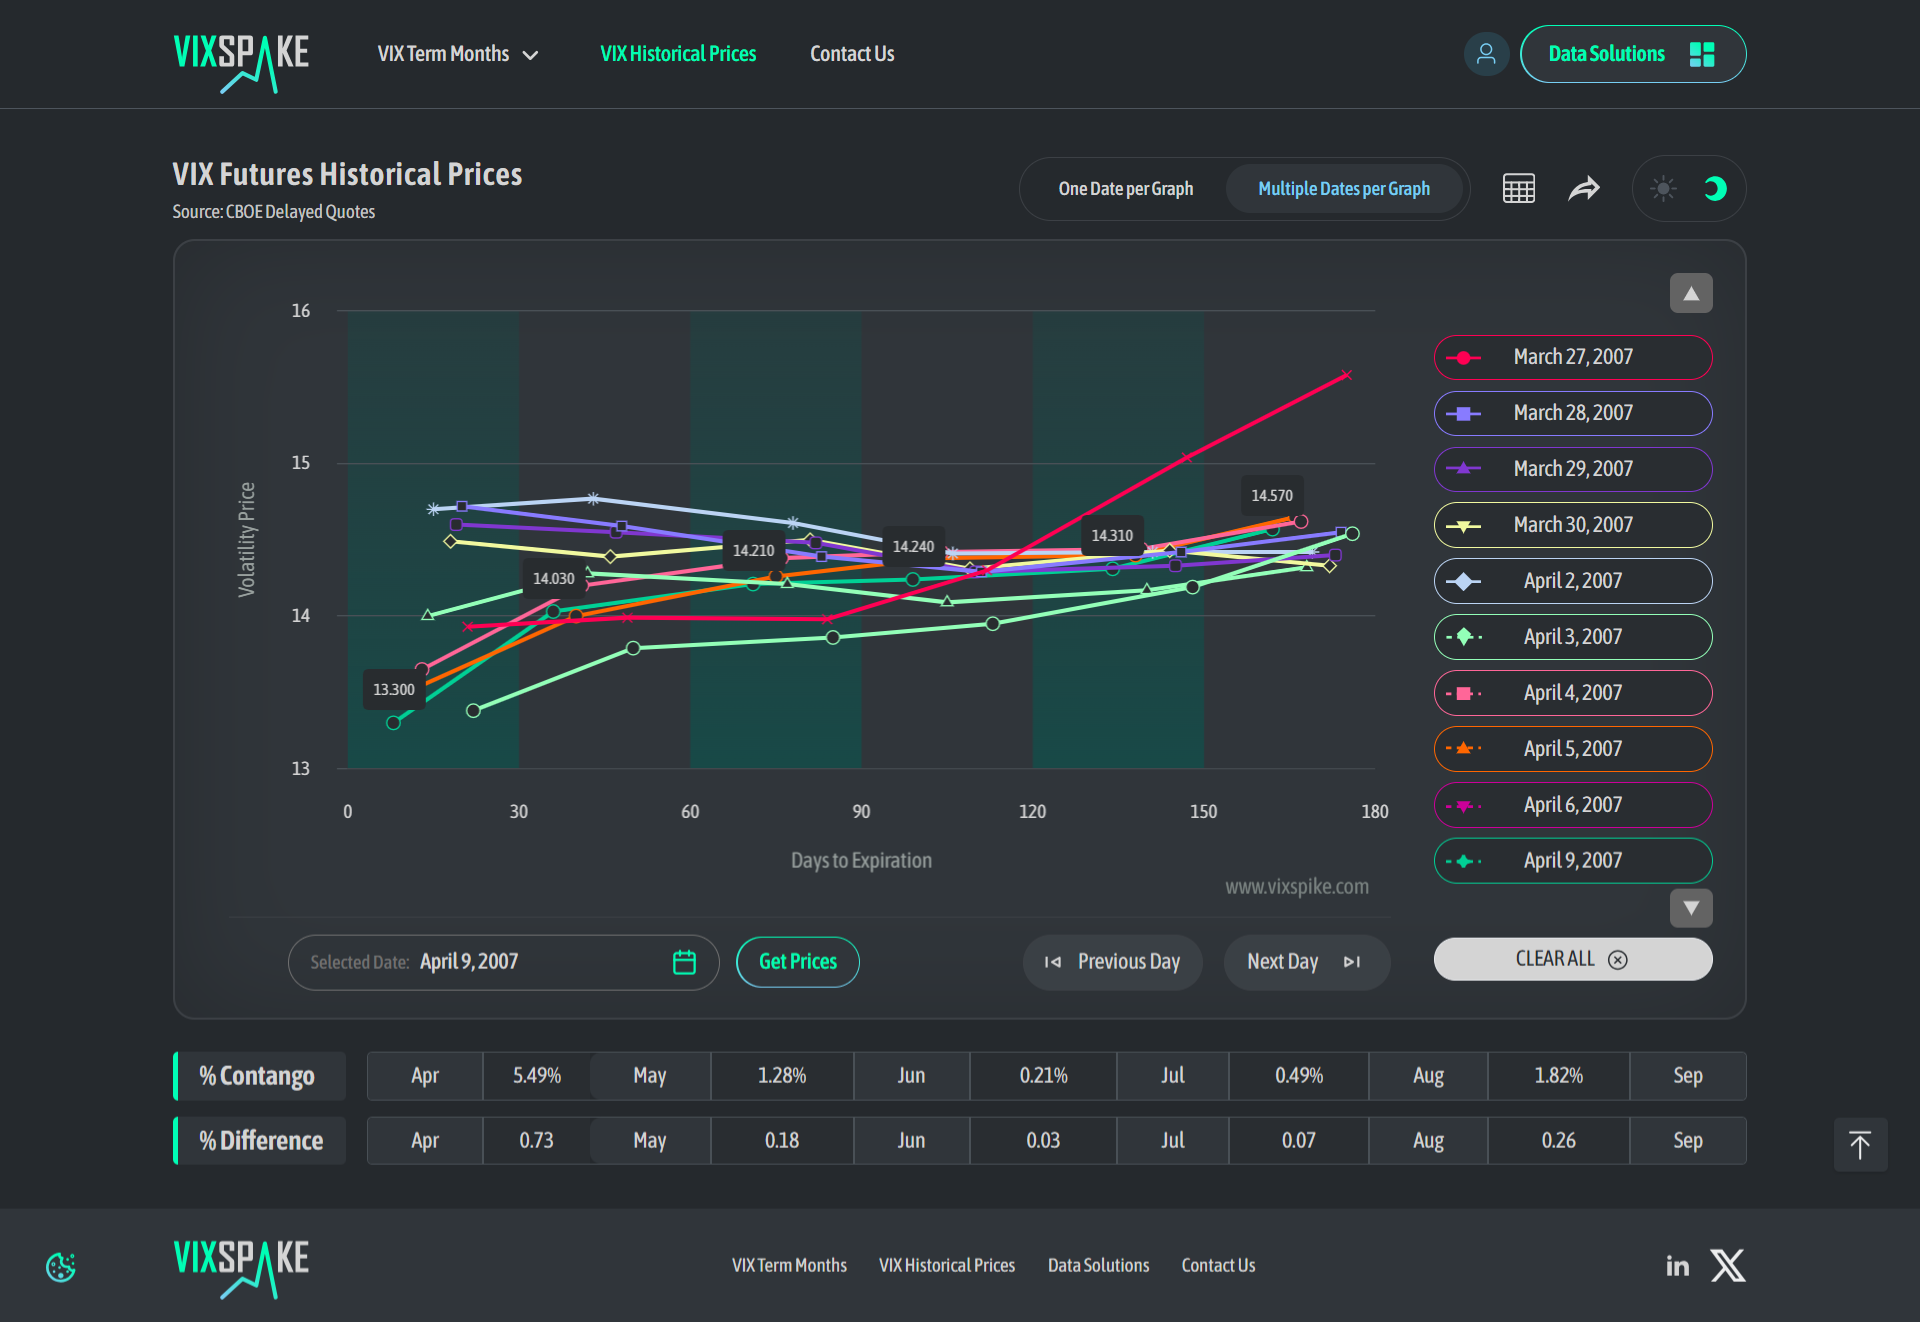 VIXSPIKE
VIX Term Months
VIX Historical Prices
Contact Us
Data Solutions
VIX Futures Historical Prices
Source: CBOE Delayed Quotes
One Date per Graph
Multiple Dates per Graph
Volatility Price
16
15
14
13
0 30 60 90 120 150 180
Days to Expiration
13.300
14.030
14.210
14.240
14.310
14.570
www.vixspike.com
March 27, 2007
March 28, 2007
March 29, 2007
March 30, 2007
April 2, 2007
April 3, 2007
April 4, 2007
April 5, 2007
April 6, 2007
April 9, 2007
Selected Date: April 9, 2007
Get Prices
Previous Day
Next Day
CLEAR ALL
% Contango Apr 5.49% May 1.28% Jun 0.21% Jul 0.49% Aug 1.82% Sep
% Difference Apr 0.73 May 0.18 Jun 0.03 Jul 0.07 Aug 0.26 Sep
VIXSPIKE
VIX Term Months
VIX Historical Prices
Data Solutions
Contact Us
in X